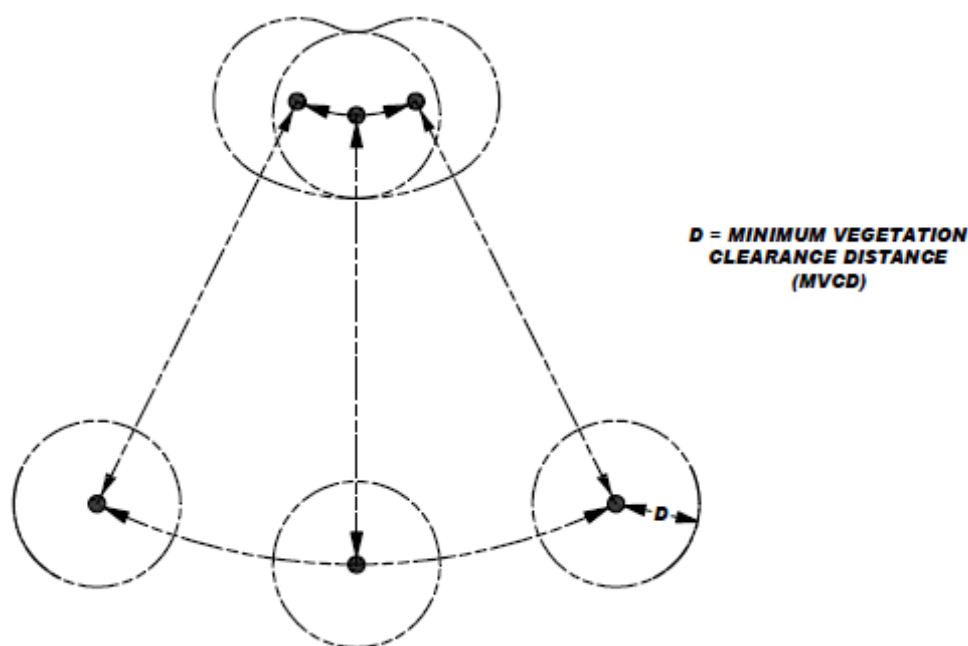 D = MINIMUM VEGETATION
CLEARANCE DISTANCE
(MVCD)
D